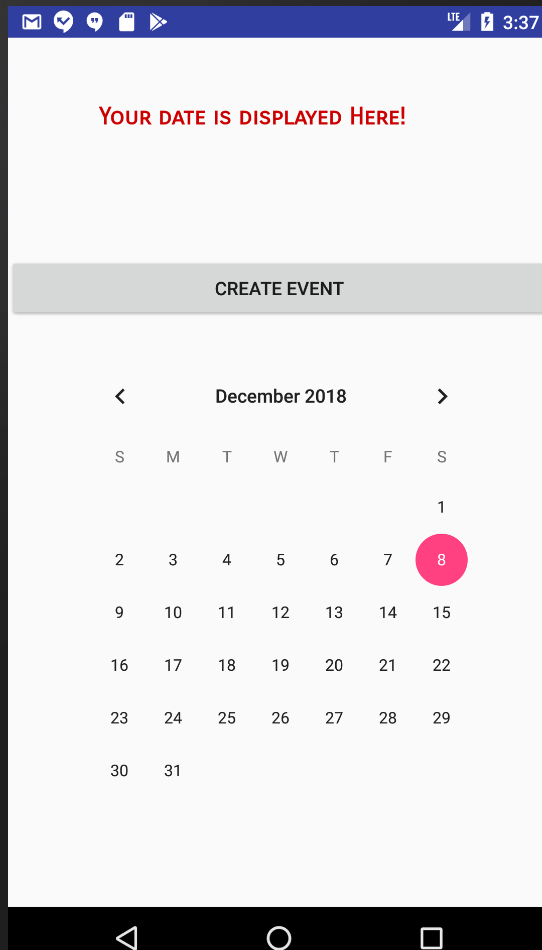 LTE 3:37
Your date is displayed Here!
CREATE EVENT
December 2018
S M T W T F S
1
2 3 4 5 6 7 8
9 10 11 12 13 14 15
16 17 18 19 20 21 22
23 24 25 26 27 28 29
30 31